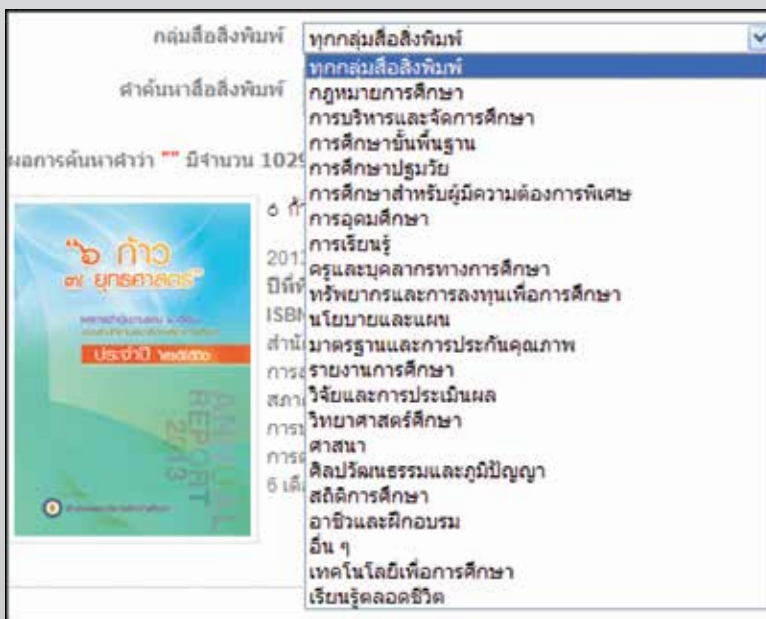 กลุ่มสื่อสิ่งพิมพ์ ทุกกลุ่มสื่อสิ่งพิมพ์
ทุกกลุ่มสื่อสิ่งพิมพ์
คำค้นหาสื่อสิ่งพิมพ์
กฎหมายการศึกษา
การบริหารและจัดการศึกษา
การศึกษาขั้นพื้นฐาน
ผลการค้นหาคำว่า "" มีจำนวน 1029
การศึกษาปฐมวัย
การศึกษาสำหรับผู้มีความต้องการพิเศษ
การอุดมศึกษา
การเรียนรู้
ครูและบุคลากรทางการศึกษา
ทรัพยากรและการลงทุนเพื่อการศึกษา
นโยบายและแผน
มาตรฐานและการประกันคุณภาพ
รายงานการศึกษา
วิจัยและการประเมินผล
วิทยาศาสตร์ศึกษา
ศาสนา
ศิลปวัฒนธรรมและภูมิปัญญา
สถิติการศึกษา
อาชีวและฝึกอบรม
อื่น ๆ
เทคโนโลยีเพื่อการศึกษา
เรียนรู้ตลอดชีวิต
"๖ ก้าว
๗ ยุทธศาสตร์"
ประจำปี ๒๕๕๖
ANNUAL
REPORT
2013
ISBN